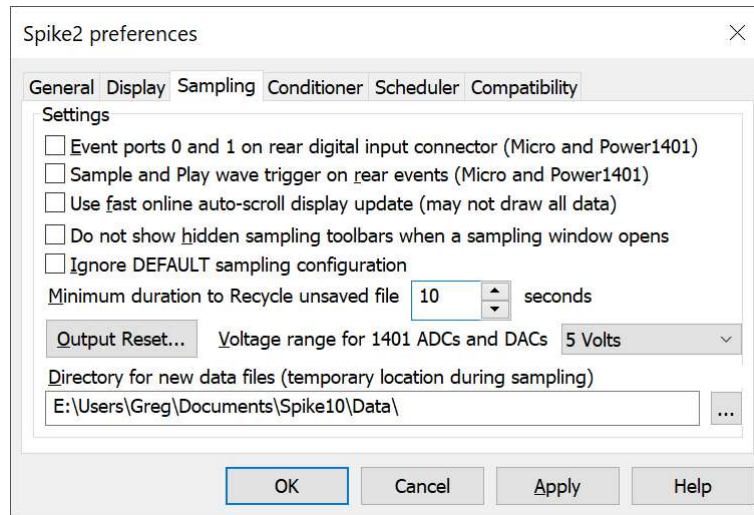 Spike2 preferences
General Display Sampling Conditioner Scheduler Compatibility
Settings
Event ports 0 and 1 on rear digital input connector (Micro and Power1401)
Sample and Play wave trigger on rear events (Micro and Power1401)
Use fast online auto-scroll display update (may not draw all data)
Do not show hidden sampling toolbars when a sampling window opens
Ignore DEFAULT sampling configuration
Minimum duration to Recycle unsaved file 10 seconds
Output Reset... Voltage range for 1401 ADCs and DACs 5 Volts
Directory for new data files (temporary location during sampling)
E:\Users\Greg\Documents\Spike10\Data\ ...
OK Cancel Apply Help